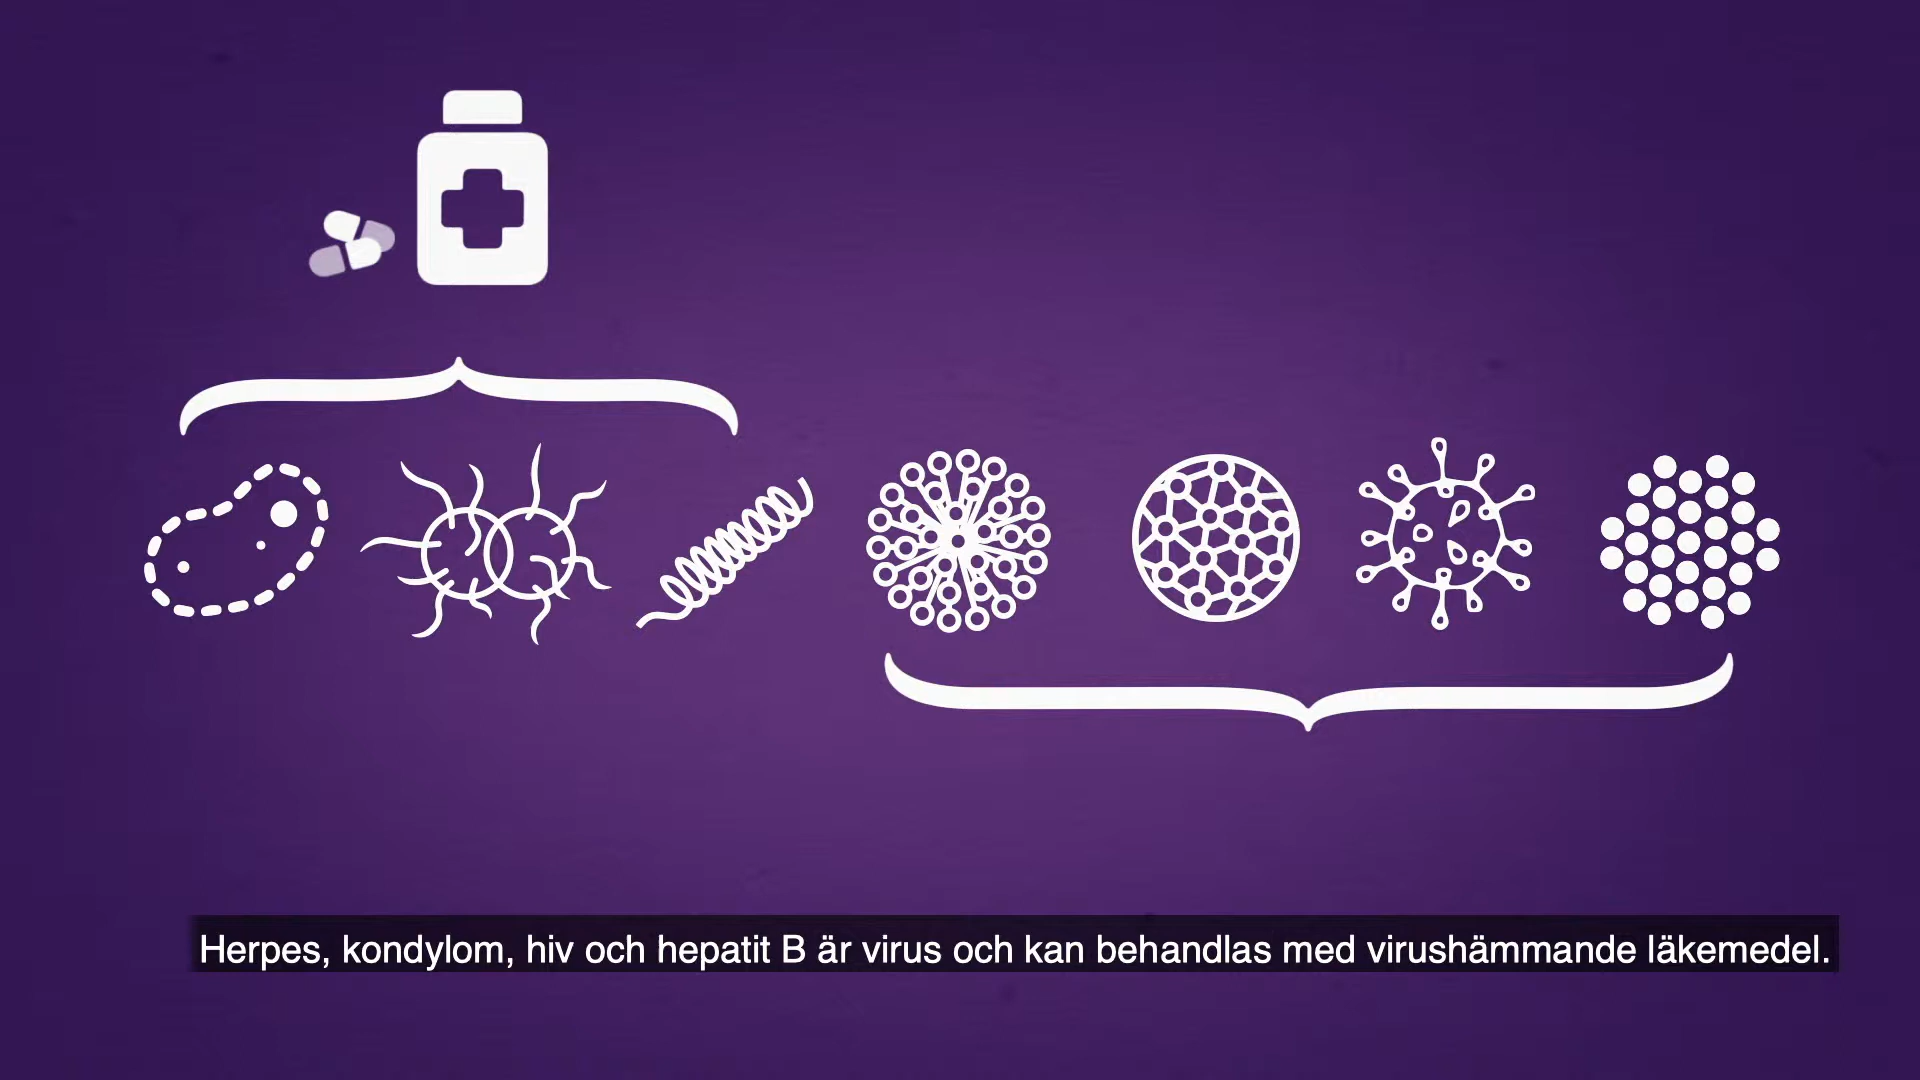 Herpes, kondylom, hiv och hepatit B är virus och kan behandlas med virushämmande läkemedel.